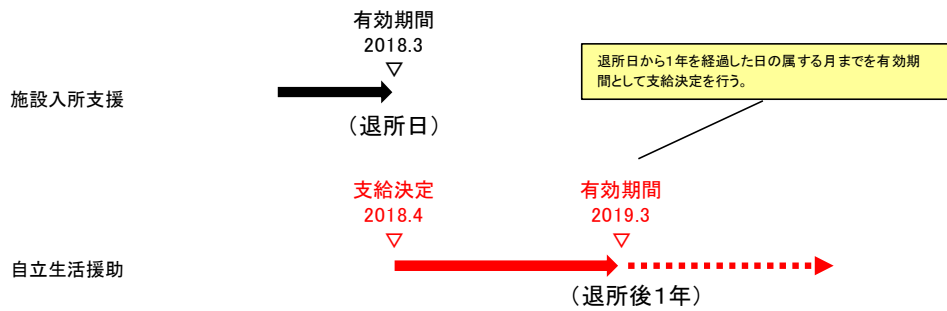 有効期間
2018.3
▽
退所日から1年を経過した日の属する月までを有効期
間として支給決定を行う。
施設入所支援
（退所日）
支給決定
2018.4
▽
有効期間
2019.3
▽
自立生活援助
（退所後1年）